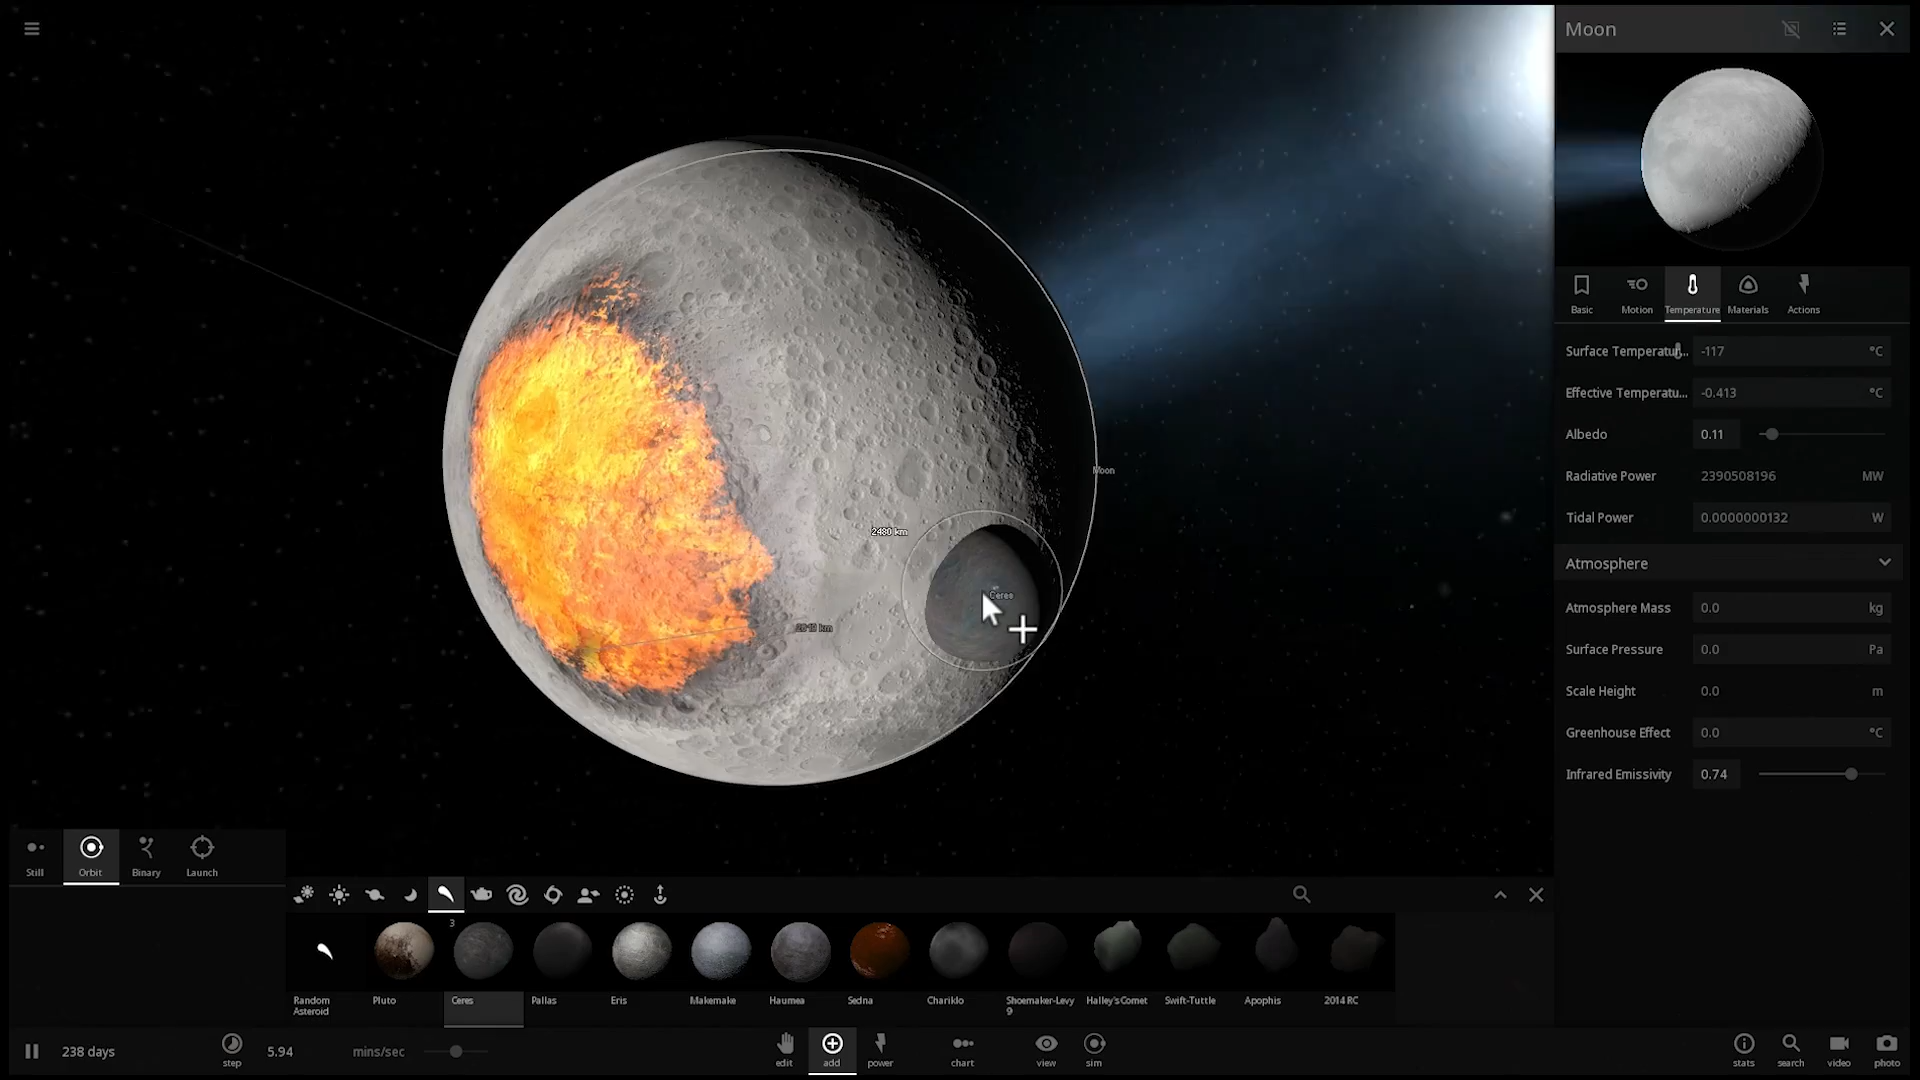 Moon
Basic
Motion
Temperature
Materials
Actions
Surface Temperatur... -117 °C
Effective Temperatu... -0.413 °C
Albedo 0.11
Radiative Power 2390508196 MW
Tidal Power 0.0000000132 W
Atmosphere
Atmosphere Mass 0.0 kg
Surface Pressure 0.0 Pa
Scale Height 0.0 m
Greenhouse Effect 0.0 °C
Infrared Emissivity 0.74
Moon
2480 km
Ceres
km
Still
Orbit
Binary
Launch
3
Random
Asteroid
Pluto
Ceres
Pallas
Eris
Makemake
Haumea
Sedna
Chariklo
Shoemaker-Levy
9
Halley's Comet
Swift-Tuttle
Apophis
2014 RC
238 days
step
5.94
mins/sec
edit
add
power
chart
view
sim
stats
search
video
photo